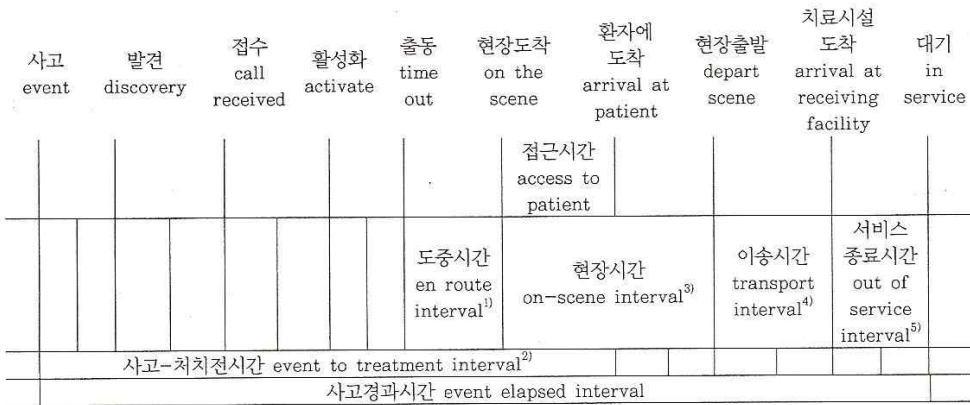 사고
event
발견
discovery
접수
call
received
활성화
activate
출동
time
out
현장도착
on the
scene
환자에
도착
arrival at
patient
현장출발
depart
scene
치료시설
도착
arrival at
receiving
facility
대기
in
service
접근시간
access to
patient
도중시간
en route
interval1)
현장시간
on-scene interval3)
이송시간
transport
interval4)
서비스
종료시간
out of
service
interval5)
사고-처치전시간 event to treatment interval2)
사고경과시간 event elapsed interval